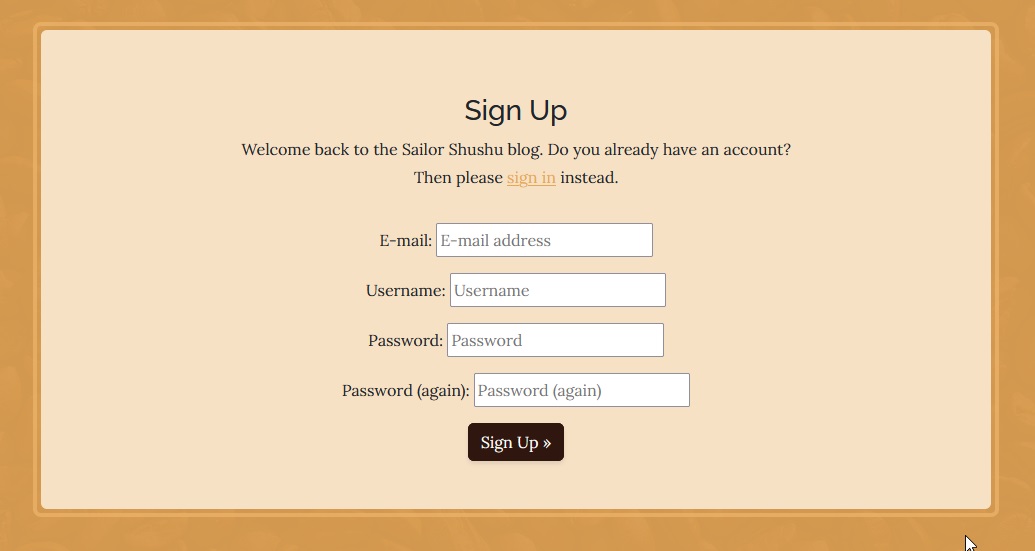 Sign Up
Welcome back to the Sailor Shushu blog. Do you already have an account?
Then please sign in instead.
E-mail: E-mail address
Username: Username
Password: Password
Password (again): Password (again)
Sign Up »